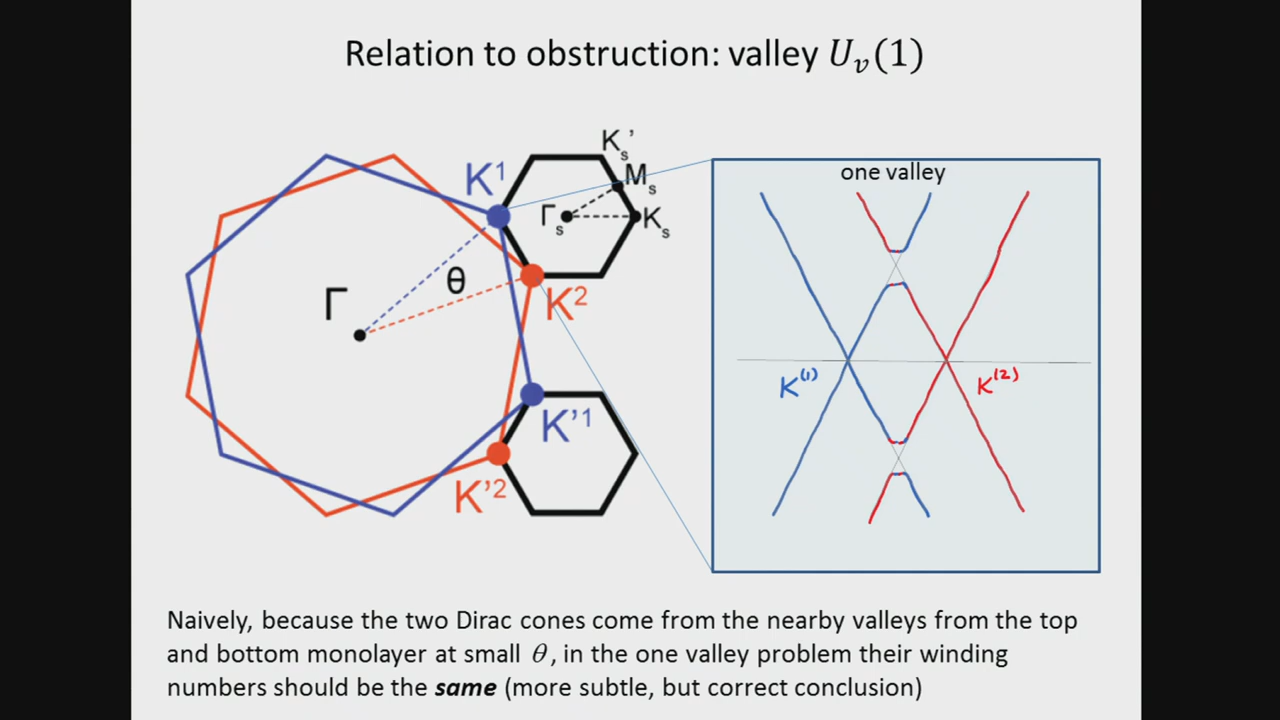 Relation to obstruction: valley U_v(1)
K_s'
K^1
M_s
Γ_s
K_s
θ
Γ
K^2
K'^1
K'^2
one valley
K^(1)
K^(2)
Naively, because the two Dirac cones come from the nearby valleys from the top
and bottom monolayer at small θ, in the one valley problem their winding
numbers should be the same (more subtle, but correct conclusion)